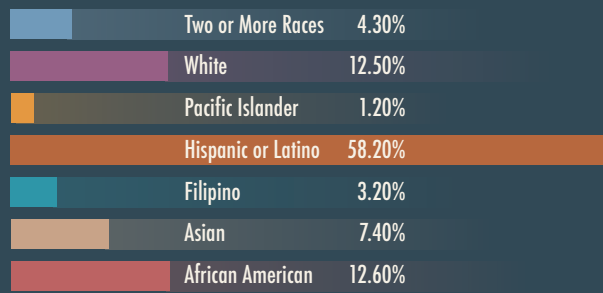 Two or More Races 4.30%
White 12.50%
Pacific Islander 1.20%
Hispanic or Latino 58.20%
Filipino 3.20%
Asian 7.40%
African American 12.60%